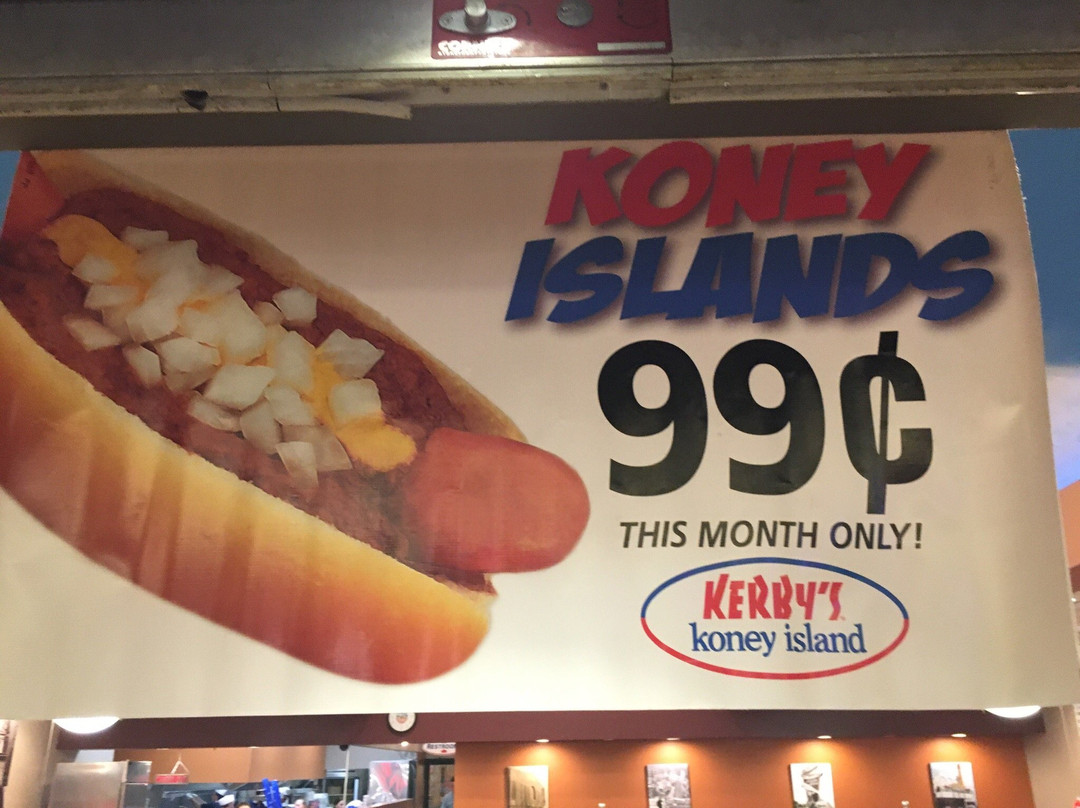 KONEY
ISLANDS
99¢
THIS MONTH ONLY!
KERBY'S
koney island